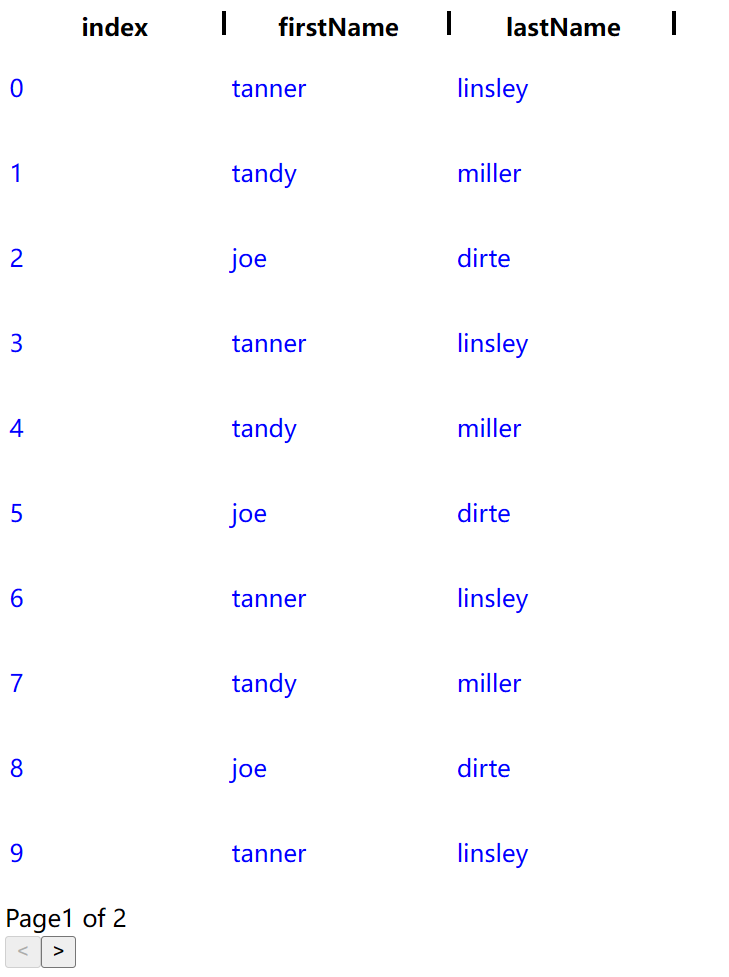 index firstName lastName
0 tanner linsley
1 tandy miller
2 joe dirte
3 tanner linsley
4 tandy miller
5 joe dirte
6 tanner linsley
7 tandy miller
8 joe dirte
9 tanner linsley
Page1 of 2
< >